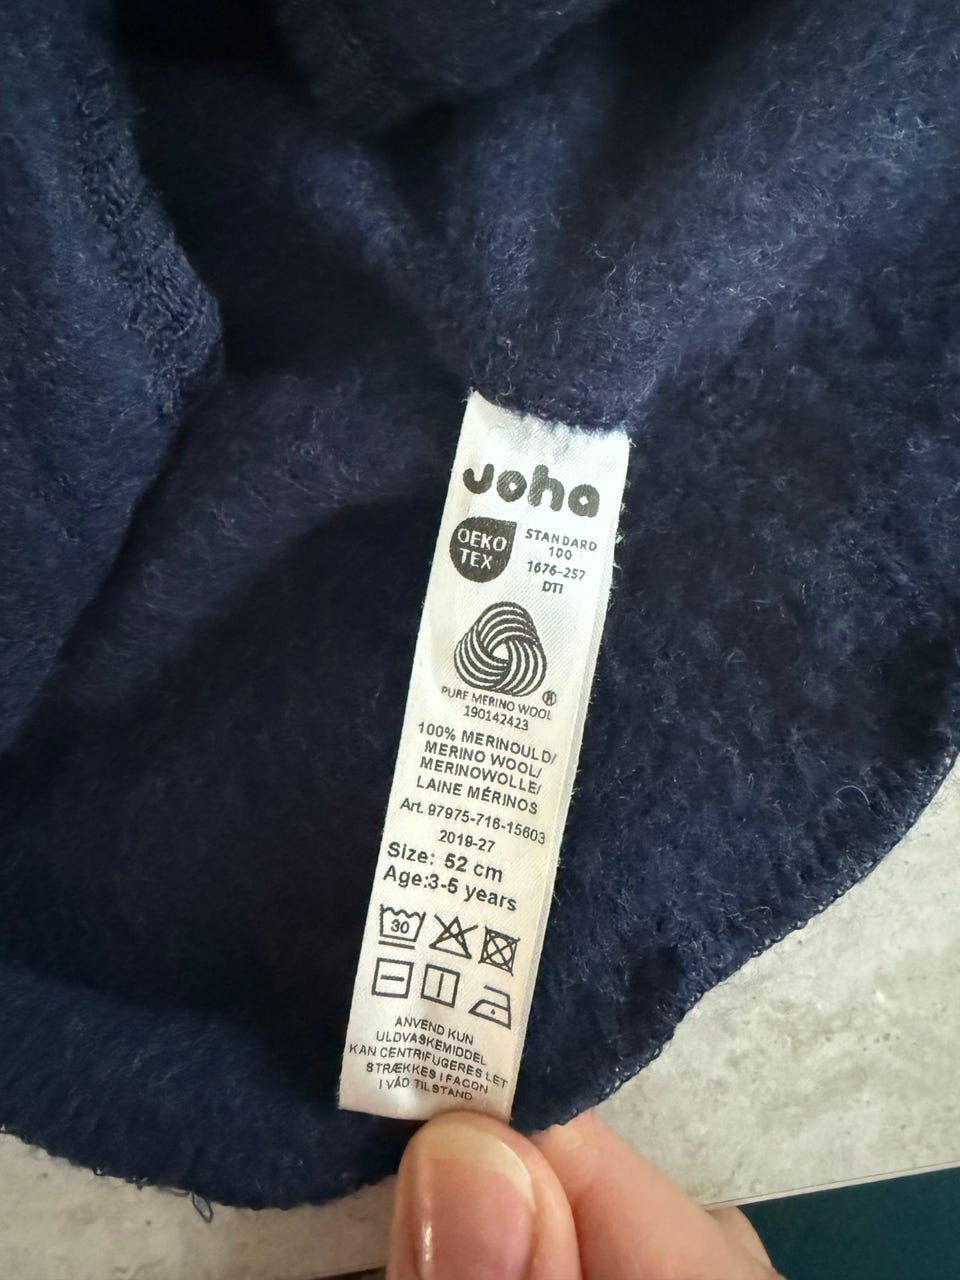 Joha
OEKO
TEX
STANDARD
100
1676-257
DTI
®
PURE MERINO WOOL
190142423
100% MERINOULD/
MERINO WOOL/
MERINOWOLLE/
LAINE MÉRINOS
Art. 97975-716-15603
2019-27
Size: 52 cm
Age:3-5 years
30
ANVEND KUN
ULDVASKEMIDDEL
KAN CENTRIFUGERES LET
STRÆKKES I FACON
I VÅD TILSTAND